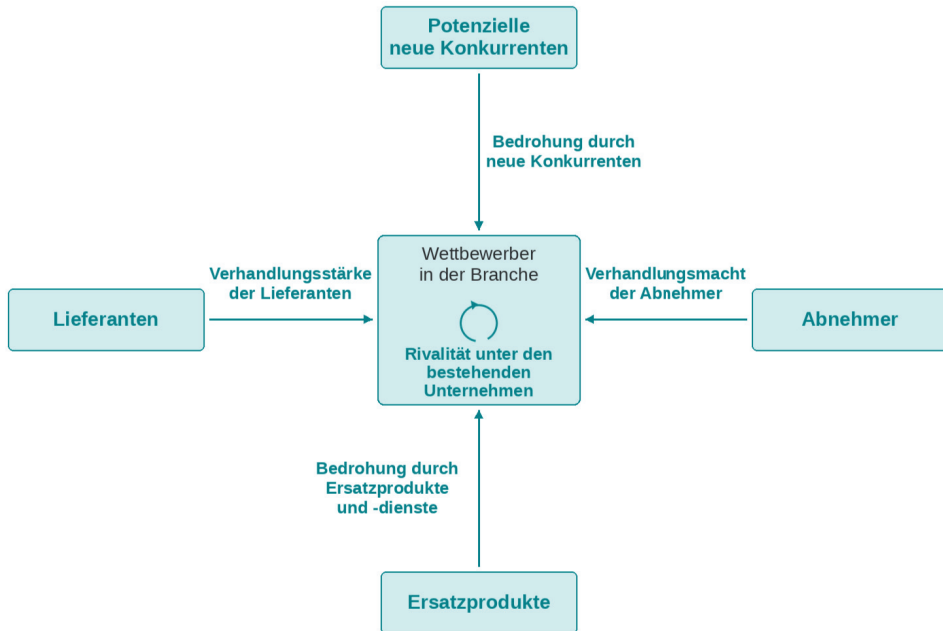 Potenzielle
neue Konkurrenten
Bedrohung durch
neue Konkurrenten
Wettbewerber
in der Branche
Verhandlungsstärke
der Lieferanten
Verhandlungsmacht
der Abnehmer
Lieferanten
Abnehmer
Rivalität unter den
bestehenden
Unternehmen
Bedrohung durch
Ersatzprodukte
und -dienste
Ersatzprodukte